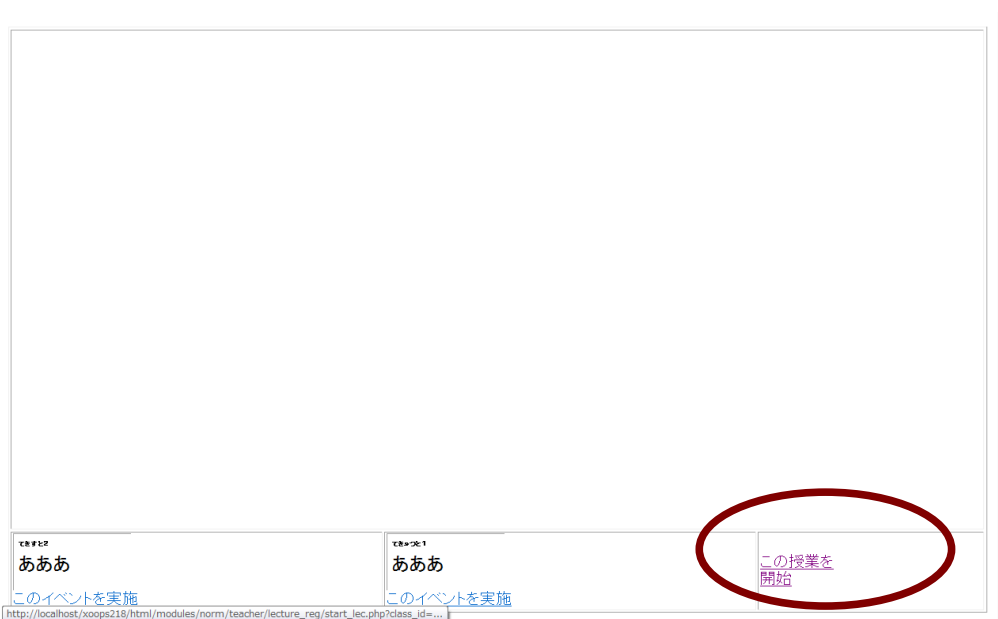 てきすと2
あああ
このイベントを実施
てきすと1
あああ
このイベントを実施
この授業を
開始
http://localhost/xoops218/html/modules/norm/teacher/lecture_reg/start_lec.php?class_id=...